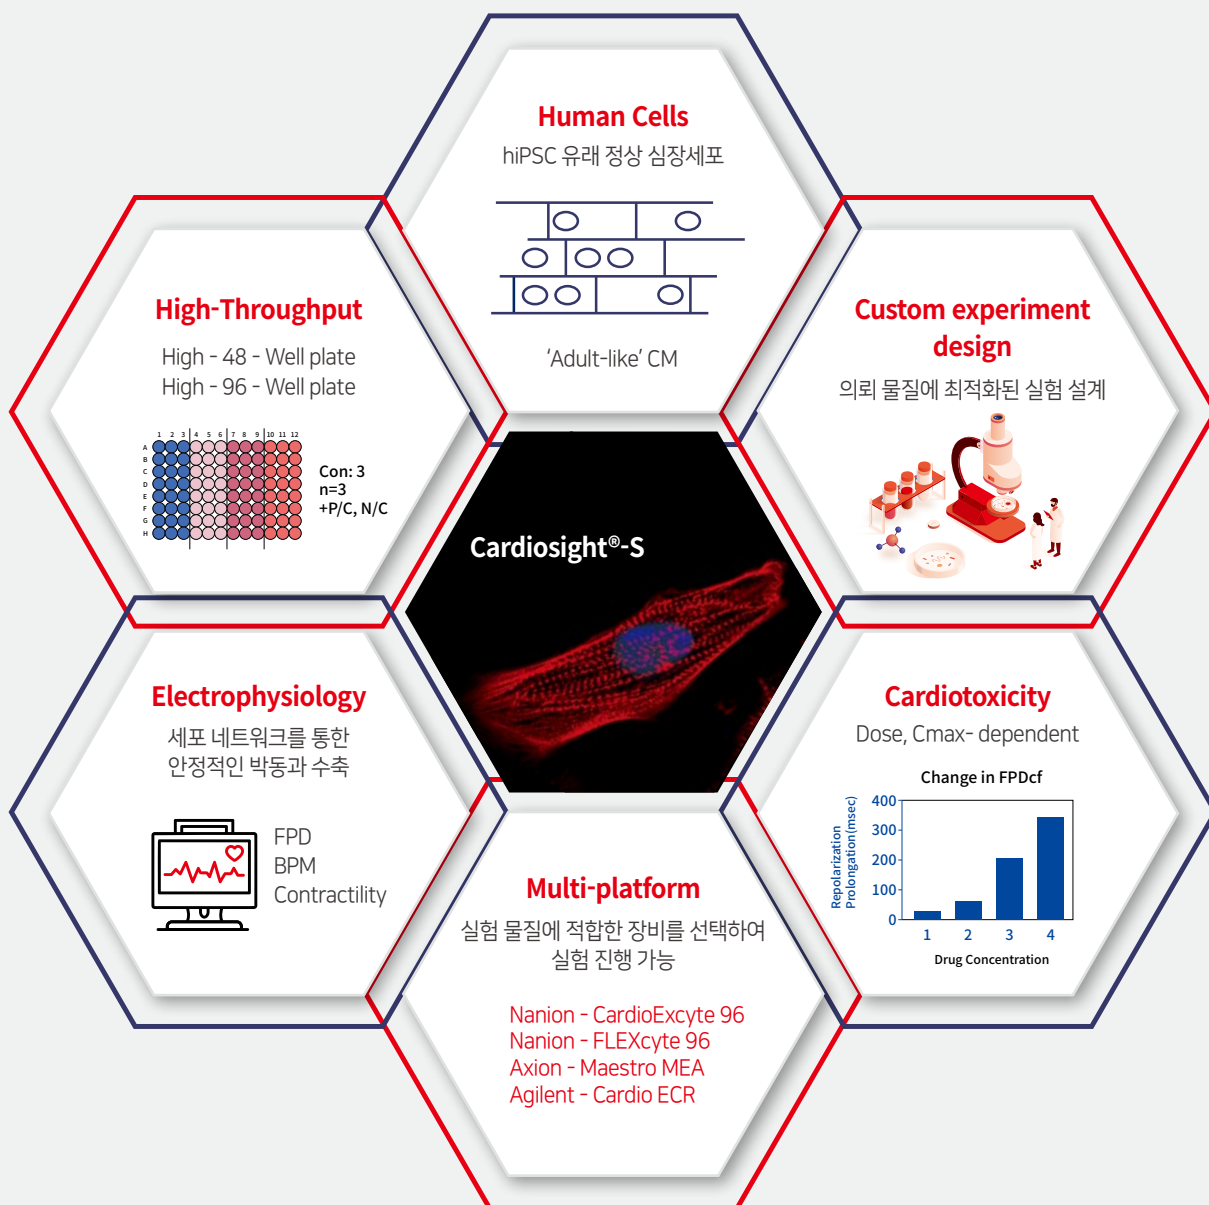 Human Cells
hiPSC 유래 정상 심장세포
'Adult-like' CM
High-Throughput
High - 48 - Well plate
High - 96 - Well plate
1 2 3 4 5 6 7 8 9 10 11 12
A
B
C
D
E
F
G
H
Con: 3
n=3
+P/C, N/C
Custom experiment
design
의뢰 물질에 최적화된 실험 설계
Cardiosight®-S
Electrophysiology
세포 네트워크를 통한
안정적인 박동과 수축
FPD
BPM
Contractility
Cardiotoxicity
Dose, Cmax- dependent
Change in FPDcf
Repolarization
Prolongation(msec)
400
300
200
100
0
1 2 3 4
Drug Concentration
Multi-platform
실험 물질에 적합한 장비를 선택하여
실험 진행 가능
Nanion - CardioExcyte 96
Nanion - FLEXcyte 96
Axion - Maestro MEA
Agilent - Cardio ECR